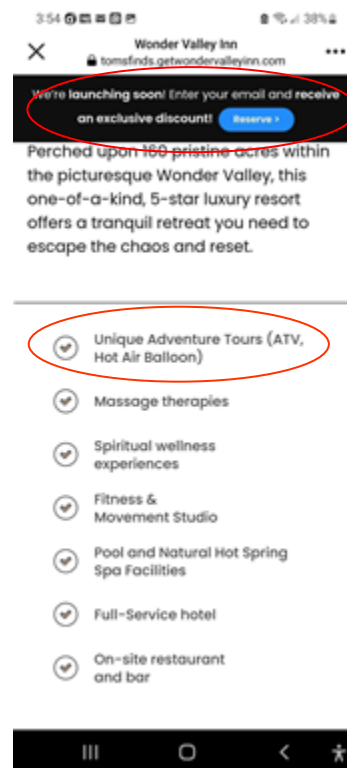 3:54
38%
Wonder Valley Inn
tomsfinds.getwondervalleyinn.com
We're launching soon! Enter your email and receive
an exclusive discount! Reserve >
Perched upon 160 pristine acres within
the picturesque Wonder Valley, this
one-of-a-kind, 5-star luxury resort
offers a tranquil retreat you need to
escape the chaos and reset.
Unique Adventure Tours (ATV,
Hot Air Balloon)
Massage therapies
Spiritual wellness
experiences
Fitness &
Movement Studio
Pool and Natural Hot Spring
Spa Facilities
Full-Service hotel
On-site restaurant
and bar